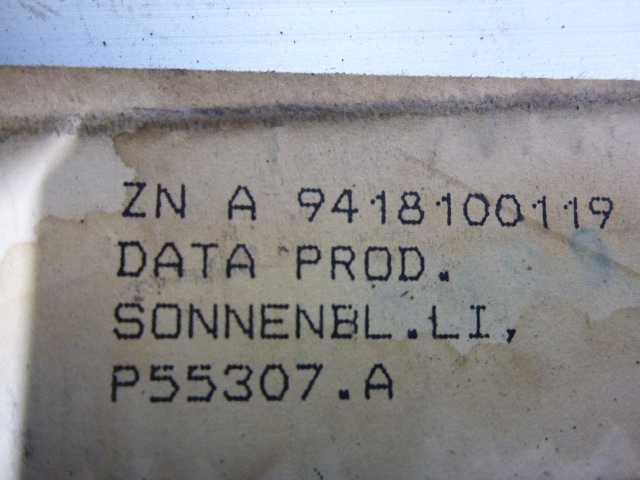 ZN A 9418100119
DATA PROD.
SONNENBL.LI,
P55307.A